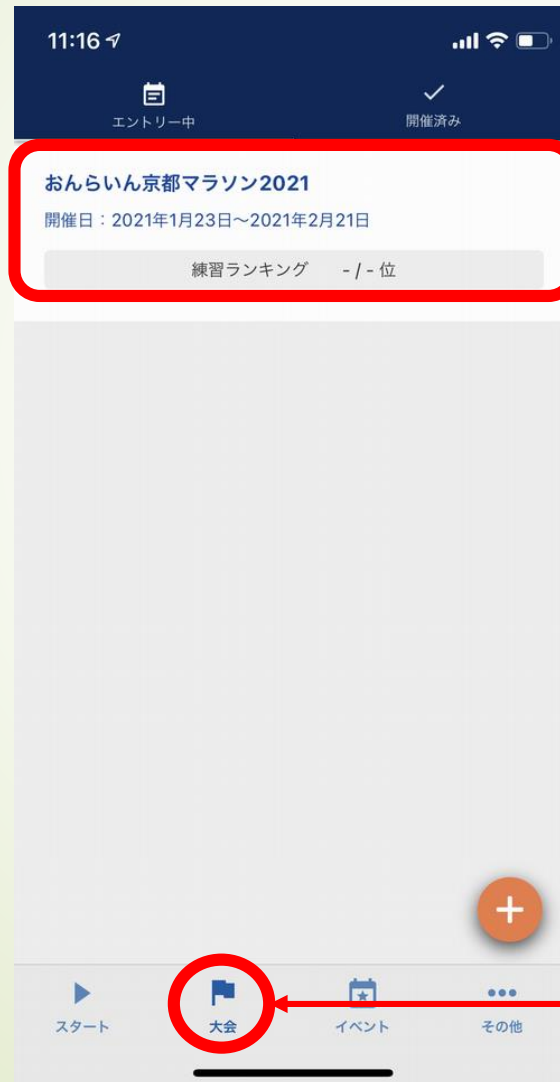 11:16
エントリー中
開催済み
おんらいん京都マラソン2021
開催日：2021年1月23日〜2021年2月21日
練習ランキング - / - 位
スタート
大会
イベント
その他